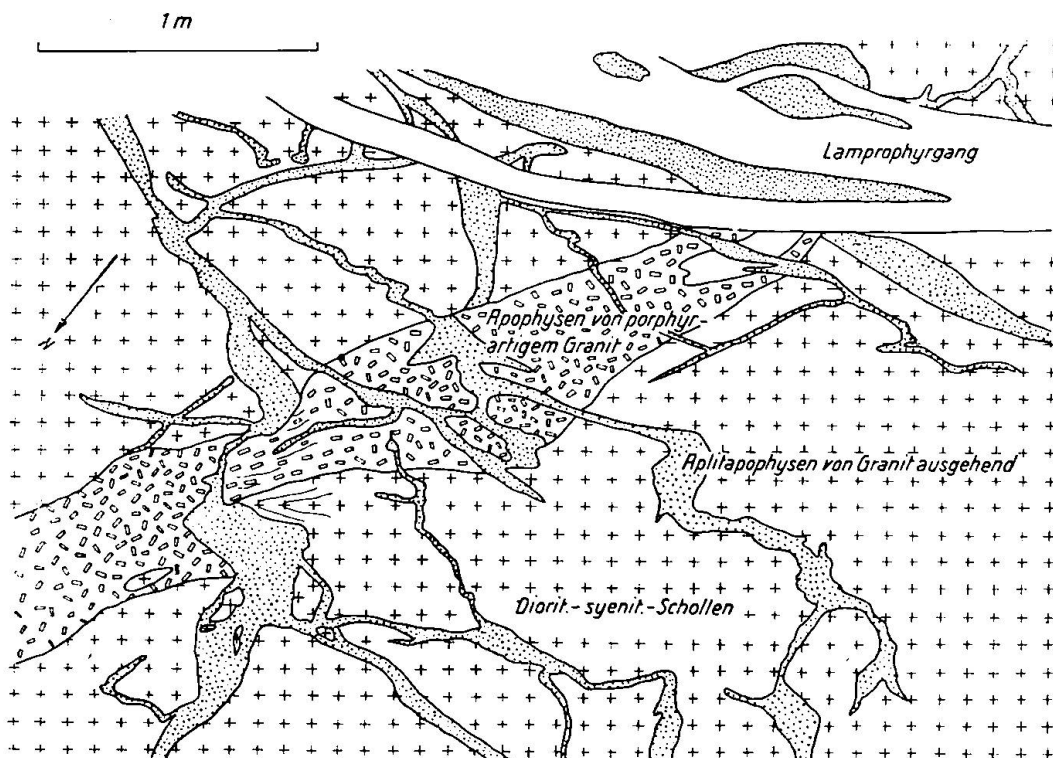 1 m
Lamprophyrgang
Apophysen von porphyr-
artigem Granit
Aplitapophysen von Granit ausgehend
N
Diorit.-syenit.-Schollen